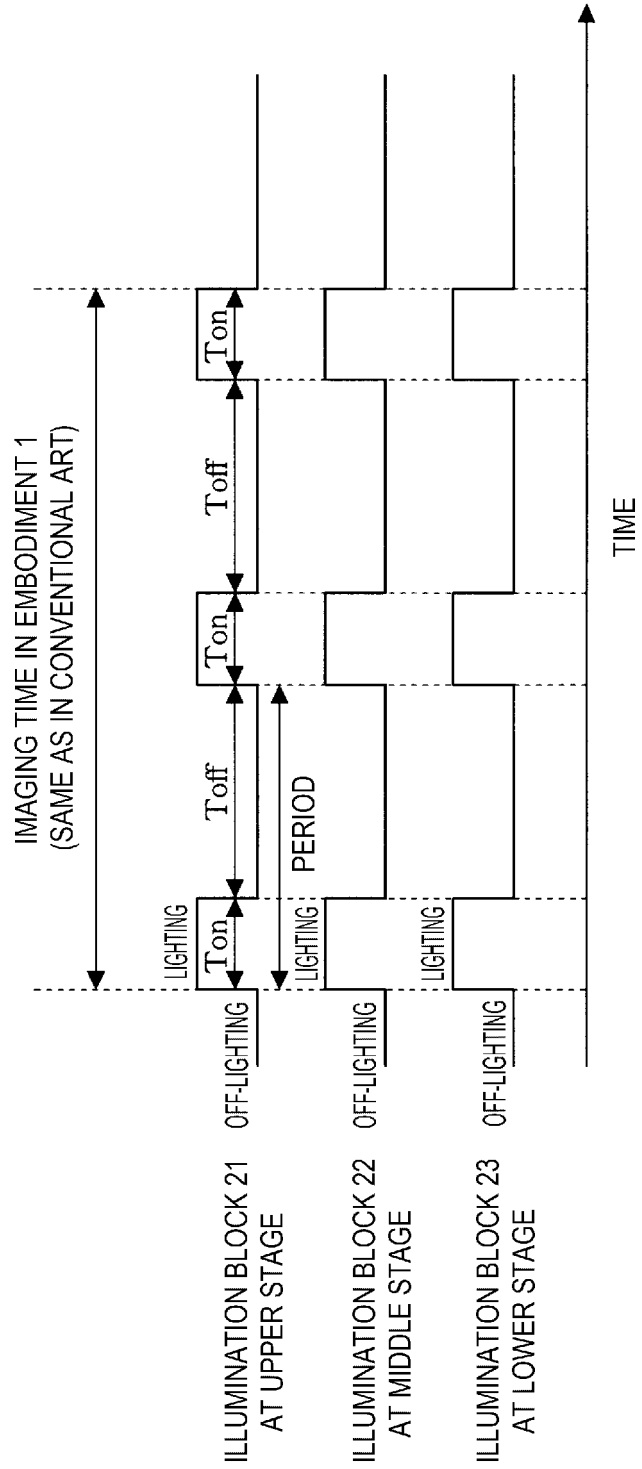 IMAGING TIME IN EMBODIMENT 1
(SAME AS IN CONVENTIONAL ART)
ILLUMINATION BLOCK 21
AT UPPER STAGE
OFF-LIGHTING
LIGHTING
Ton
Toff
Ton
Toff
Ton
PERIOD
ILLUMINATION BLOCK 22
AT MIDDLE STAGE
OFF-LIGHTING
LIGHTING
ILLUMINATION BLOCK 23
AT LOWER STAGE
OFF-LIGHTING
LIGHTING
TIME